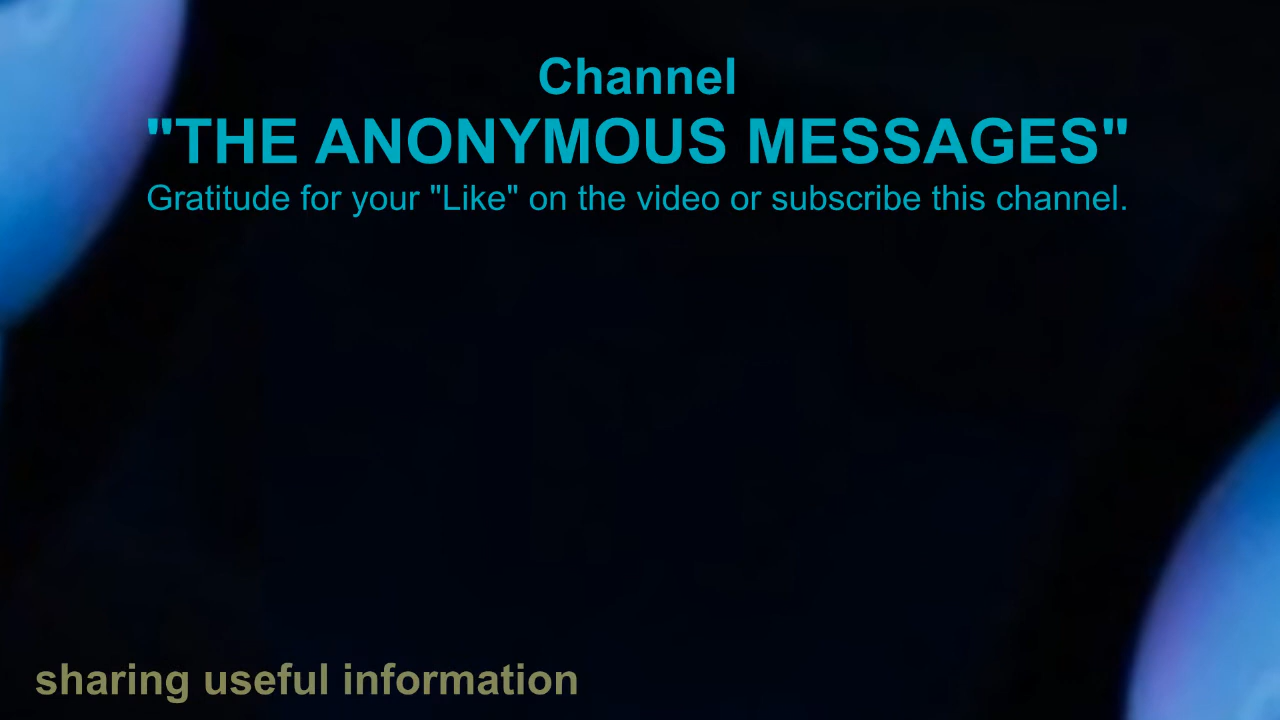 Channel
"THE ANONYMOUS MESSAGES"
Gratitude for your "Like" on the video or subscribe this channel.
sharing useful information